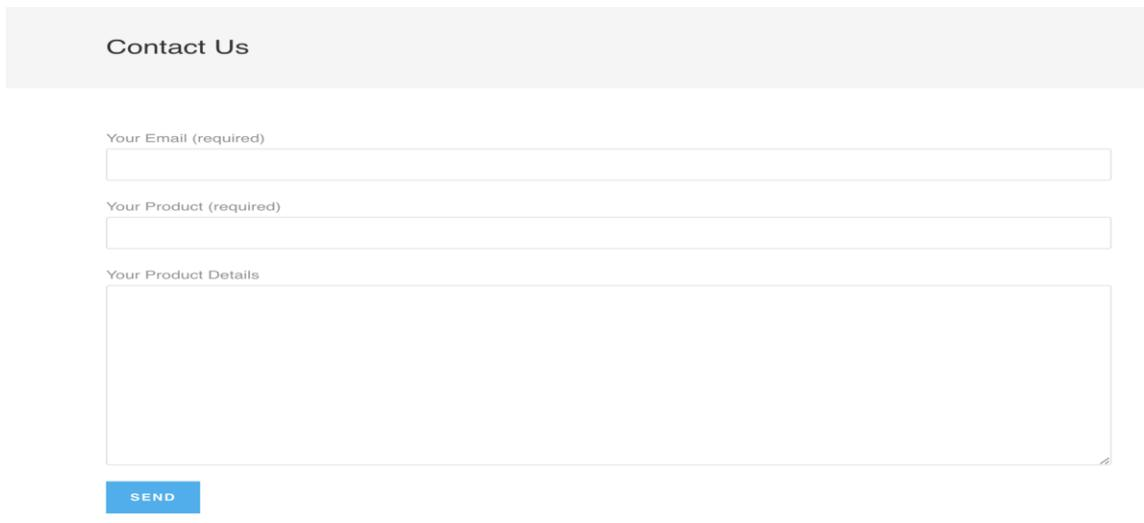 Contact Us
Your Email (required)
Your Product (required)
Your Product Details
SEND